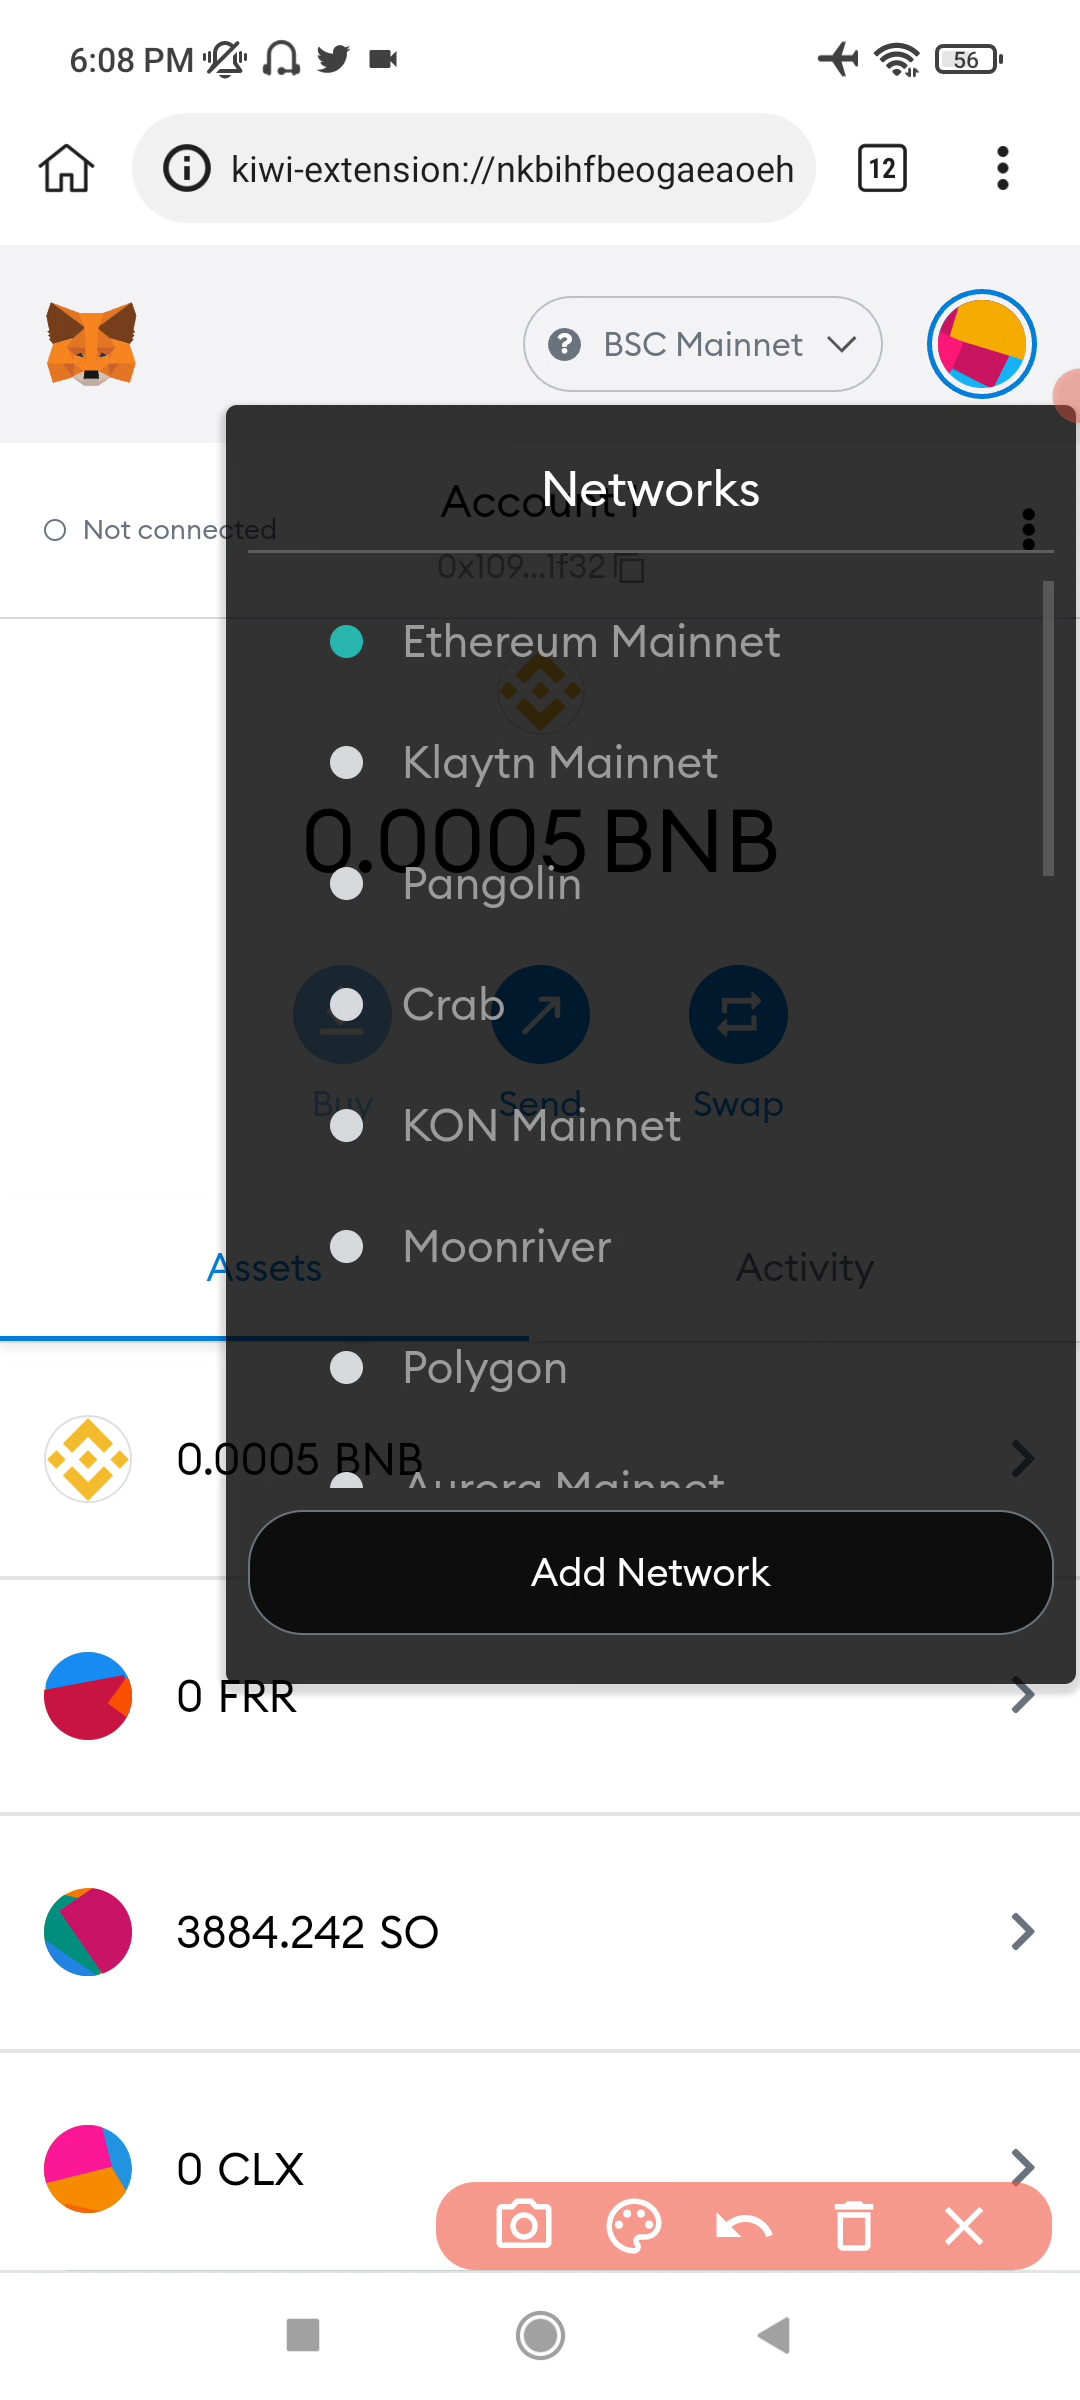 6:08 PM
56
kiwi-extension://nkbihfbeogaeaoeh
12
BSC Mainnet
Networks
Account 1
Not connected
0x109...1f32
Ethereum Mainnet
Klaytn Mainnet
0.0005 BNB
Pangolin
Crab
Buy
Send
Swap
KON Mainnet
Moonriver
Assets
Activity
Polygon
0.0005 BNB
Aurora Mainnet
Add Network
0 FRR
3884.242 SO
0 CLX